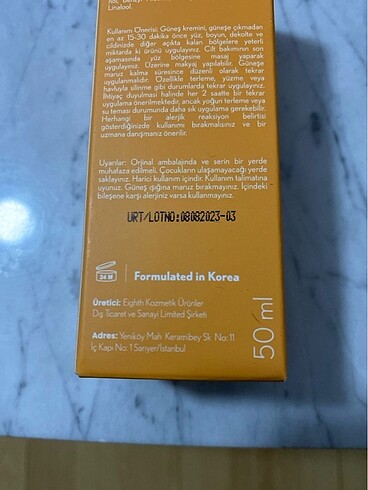 Linalool.
Kullanım Önerisi: Güneş kremini, güneşe çıkmadan
en az 15-30 dakika önce yüz, boyun, dekolte ve
cildinizde diğer açıkta kalan bölgelere yeterli
miktarda ki ürünü uygulayınız. Cilt bakımının son
aşamasında yüz bölgesine masaj yaparak
uygulayınız. Üzerine makyaj yapılabilir. Güneşe
maruz kalma süresince düzenli olarak tekrar
uygulanmalıdır. Özellikle terleme, yüzme veya
havluyla silinme gibi durumlarda tekrar uygulayınız.
İhtiyaç duyulması halinde her 2 saatte bir tekrar
uygulama önerilmektedir, ancak yoğun terleme veya
su teması durumunda daha sık uygulama gerekebilir.
Herhangi bir alerjik reaksiyon belirtisi
gösterdiğinizde kullanımı bırakmalısınız ve bir
uzmana danışmanız önerilir.
Uyarılar: Orjinal ambalajında ve serin bir yerde
muhafaza edilmeli. Çocukların ulaşamayacağı yerde
saklayınız. Harici kullanım içindir. Kullanım talimatına
uyunuz. Güneş ışığına maruz bırakmayınız. İçindeki
bileşene karşı alerjiniz varsa kullanmayınız.
ÜRT/LOTNO:08082023-03
24 M
Formulated in Korea
Üretici: Eighth Kozmetik Ürünler
Dış Ticaret ve Sanayi Limited Şirketi
Adres: Yeniköy Mah. Keramibey Sk. No: 11
İç Kapı No: 1 Sarıyer/İstanbul
50 ml